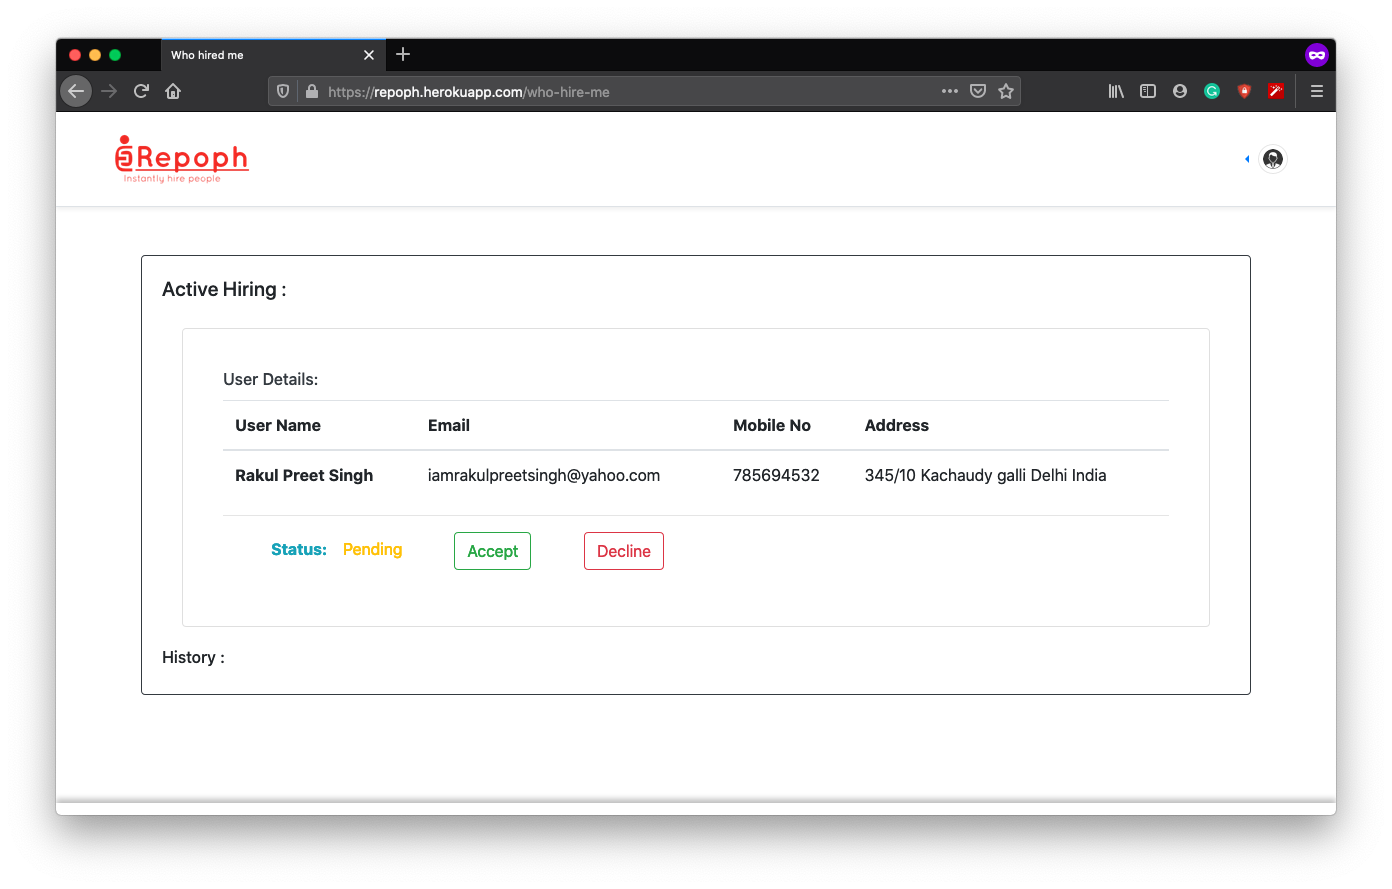 Who hired me
https://repoph.herokuapp.com/who-hire-me
Repoph
Instantly hire people
Active Hiring :
User Details:
User Name Email Mobile No Address
Rakul Preet Singh iamrakulpreetsingh@yahoo.com 785694532 345/10 Kachaudy galli Delhi India
Status: Pending Accept Decline
History :